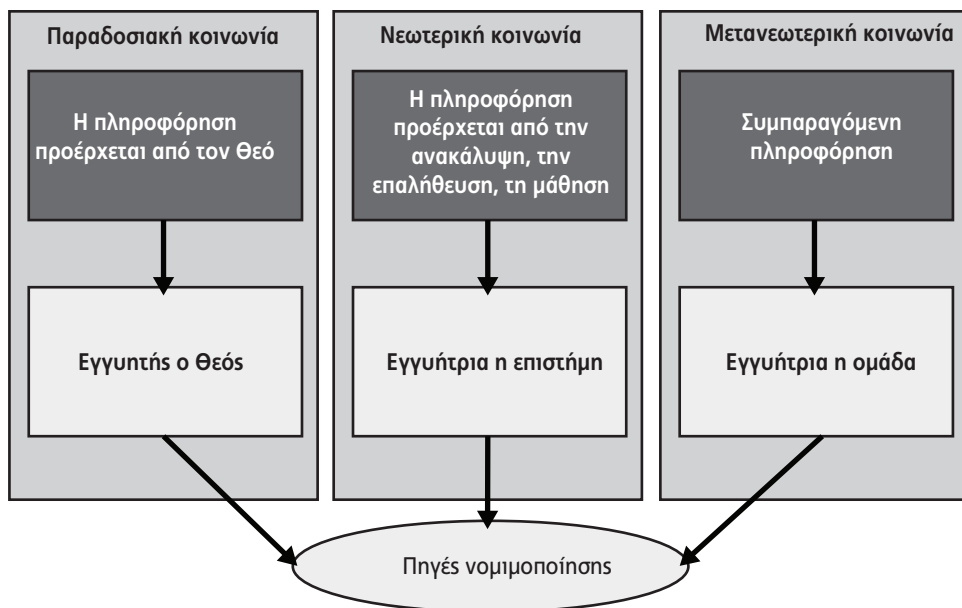 Παραδοσιακή κοινωνία
Η πληροφόρηση
προέρχεται από τον Θεό
Εγγυητής ο Θεός
Νεωτερική κοινωνία
Η πληροφόρηση
προέρχεται από την
ανακάλυψη, την
επαλήθευση, τη μάθηση
Εγγυήτρια η επιστήμη
Μετανεωτερική κοινωνία
Συμπαραγόμενη
πληροφόρηση
Εγγυήτρια η ομάδα
Πηγές νομιμοποίησης